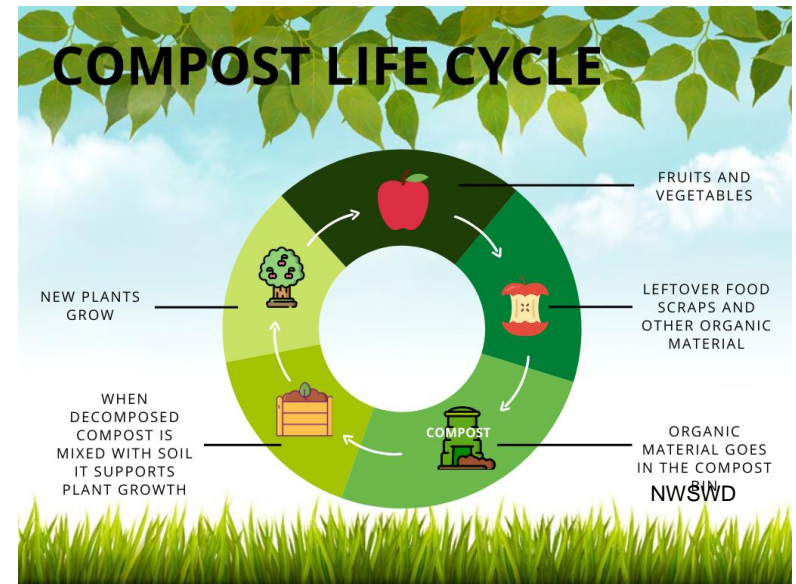 COMPOST LIFE CYCLE
FRUITS AND
VEGETABLES
LEFTOVER FOOD
SCRAPS AND
OTHER ORGANIC
MATERIAL
COMPOST
ORGANIC
MATERIAL GOES
IN THE COMPOST
BIN
NWSWD
WHEN
DECOMPOSED
COMPOST IS
MIXED WITH SOIL
IT SUPPORTS
PLANT GROWTH
NEW PLANTS
GROW